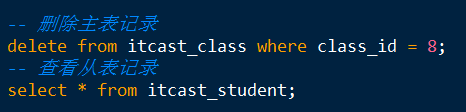 -- 删除主表记录
delete from itcast_class where class_id = 8;
-- 查看从表记录
select * from itcast_student;